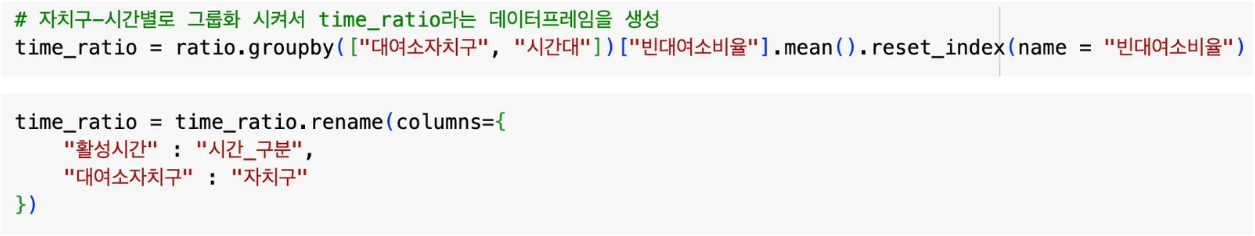 # 자치구-시간별로 그룹화 시켜서 time_ratio라는 데이터프레임을 생성
time_ratio = ratio.groupby(["대여소자치구", "시간대"])["빈대여소비율"].mean().reset_index(name = "빈대여소비율")
time_ratio = time_ratio.rename(columns={
    "활성시간" : "시간_구분",
    "대여소자치구" : "자치구"
})